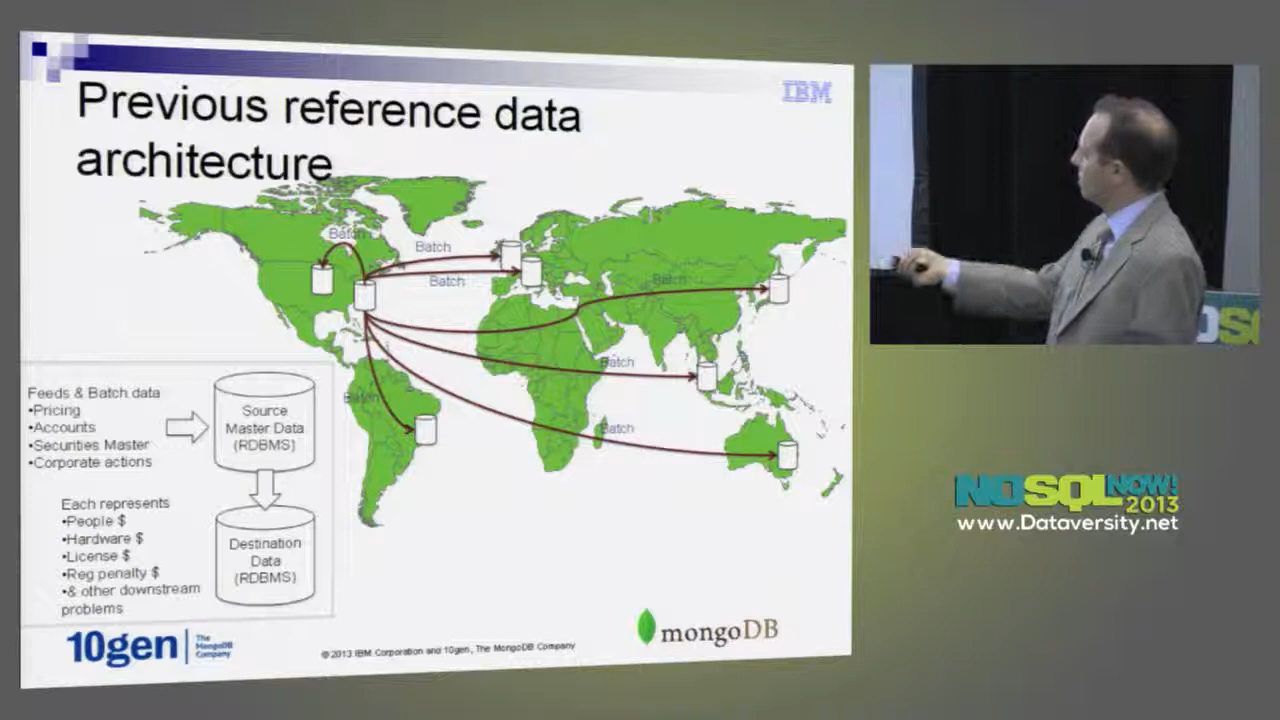 Previous reference data
architecture
IBM
Batch
Batch
Batch
Batch
Batch
Batch
Batch
Feeds & Batch data
•Pricing
•Accounts
•Securities Master
•Corporate actions
Source
Master Data
(RDBMS)
Each represents
•People $
•Hardware $
•License $
•Reg penalty $
•& other downstream
problems
Destination
Data
(RDBMS)
10gen
The
MongoDB
Company
© 2013 IBM Corporation and 10gen, The MongoDB Company
mongoDB
OS
NOSQL NOW!
2013
www.Dataversity.net